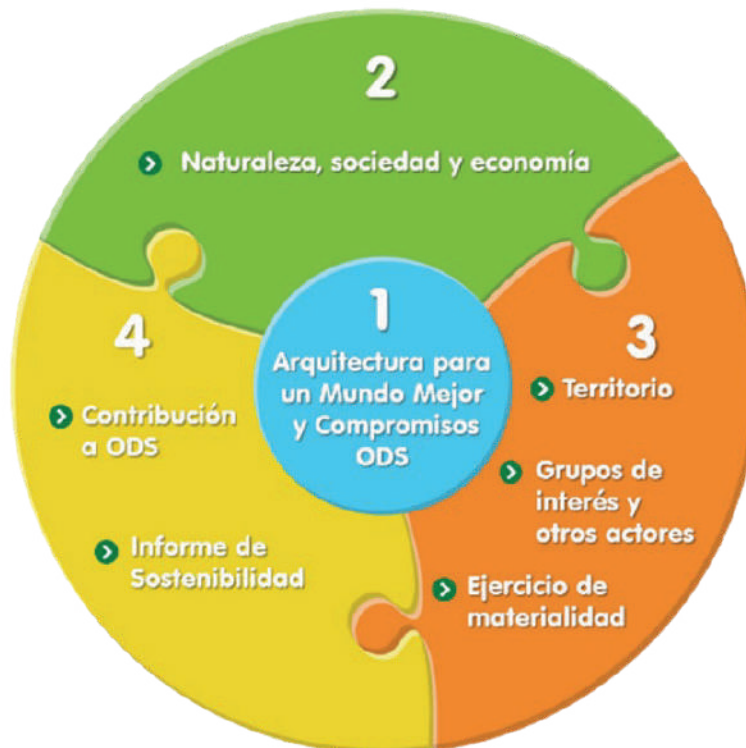 2
Naturaleza, sociedad y economía
1
Arquitectura para
un Mundo Mejor
y Compromisos
ODS
3
Territorio
Grupos de
interés y
otros actores
Ejercicio de
materialidad
4
Contribución
a ODS
Informe de
Sostenibilidad